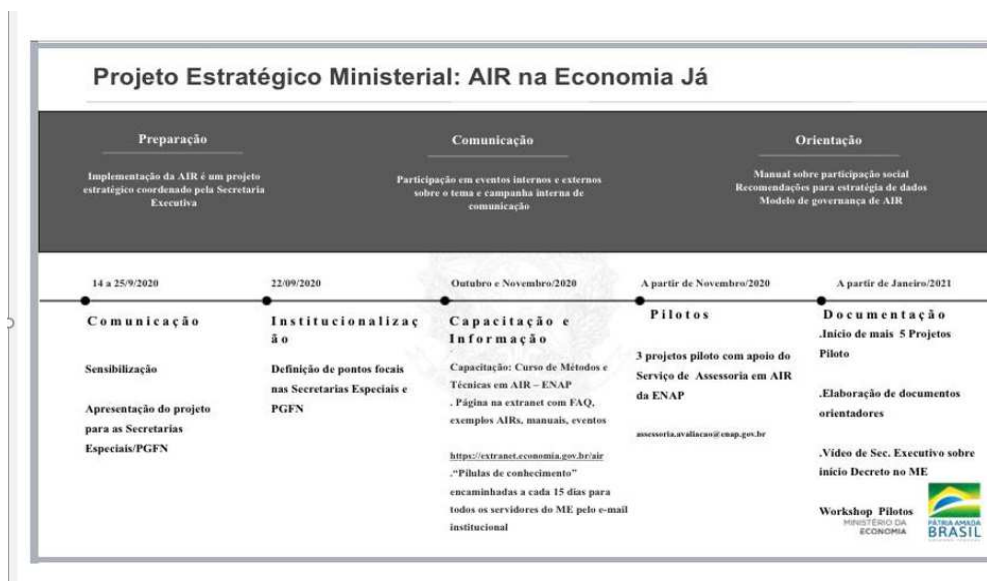 Projeto Estratégico Ministerial: AIR na Economia Já
Preparação
Implementação da AIR é um projeto
estratégico coordenado pela Secretaria
Executiva
Comunicação
Participação em eventos internos e externos
sobre o tema e campanha interna de
comunicação
Orientação
Manual sobre participação social
Recomendações para estratégia de dados
Modelo de governança de AIR
14 a 25/9/2020
Comunicação
Sensibilização
Apresentação do projeto
para as Secretarias
Especiais/PGFN
22/09/2020
Institucionalizaç
ão
Definição de pontos focais
nas Secretarias Especiais e
PGFN
Outubro e Novembro/2020
Capacitação e
Informação
Capacitação: Curso de Métodos e
Técnicas em AIR – ENAP
. Página na extranet com FAQ,
exemplos AIRs, manuais, eventos
https://extranet.economia.gov.br/air
.“Pílulas de conhecimento”
encaminhadas a cada 15 dias para
todos os servidores do ME pelo e-mail
institucional
A partir de Novembro/2020
Pilotos
3 projetos piloto com apoio do
Serviço de Assessoria em AIR
da ENAP
assessoria.avaliacao@enap.gov.br
A partir de Janeiro/2021
Documentação
.Início de mais 5 Projetos
Piloto
.Elaboração de documentos
orientadores
.Vídeo de Sec. Executivo sobre
início Decreto no ME
Workshop Pilotos
MINISTÉRIO DA
ECONOMIA
PÁTRIA AMADA
BRASIL